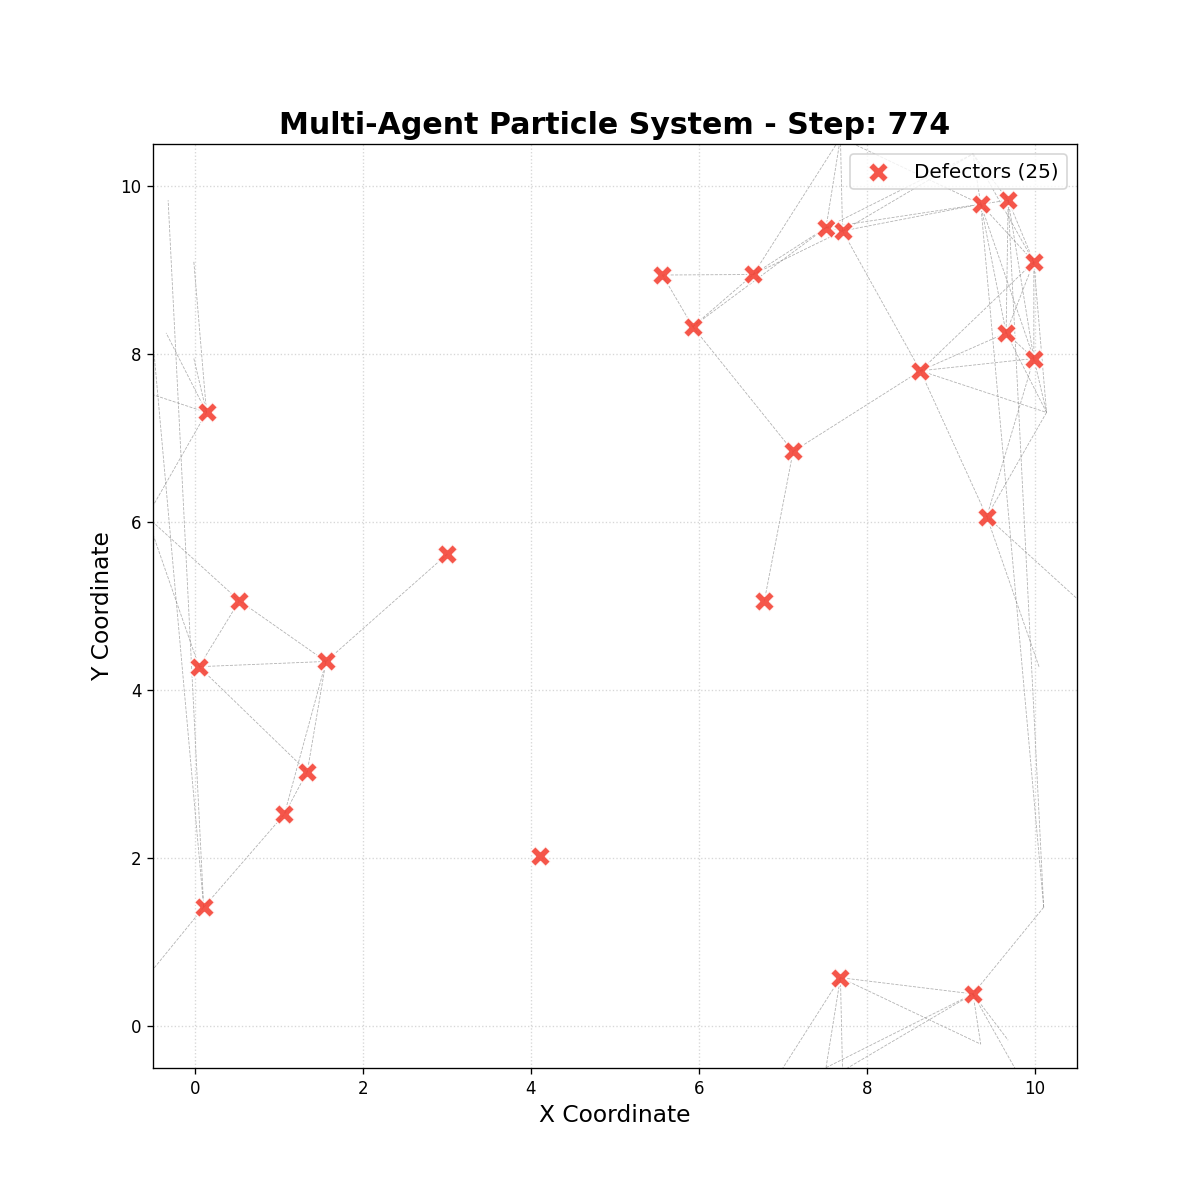 Multi-Agent Particle System - Step: 774
Defectors (25)
10
8
6
4
2
0
Y Coordinate
0 2 4 6 8 10
X Coordinate